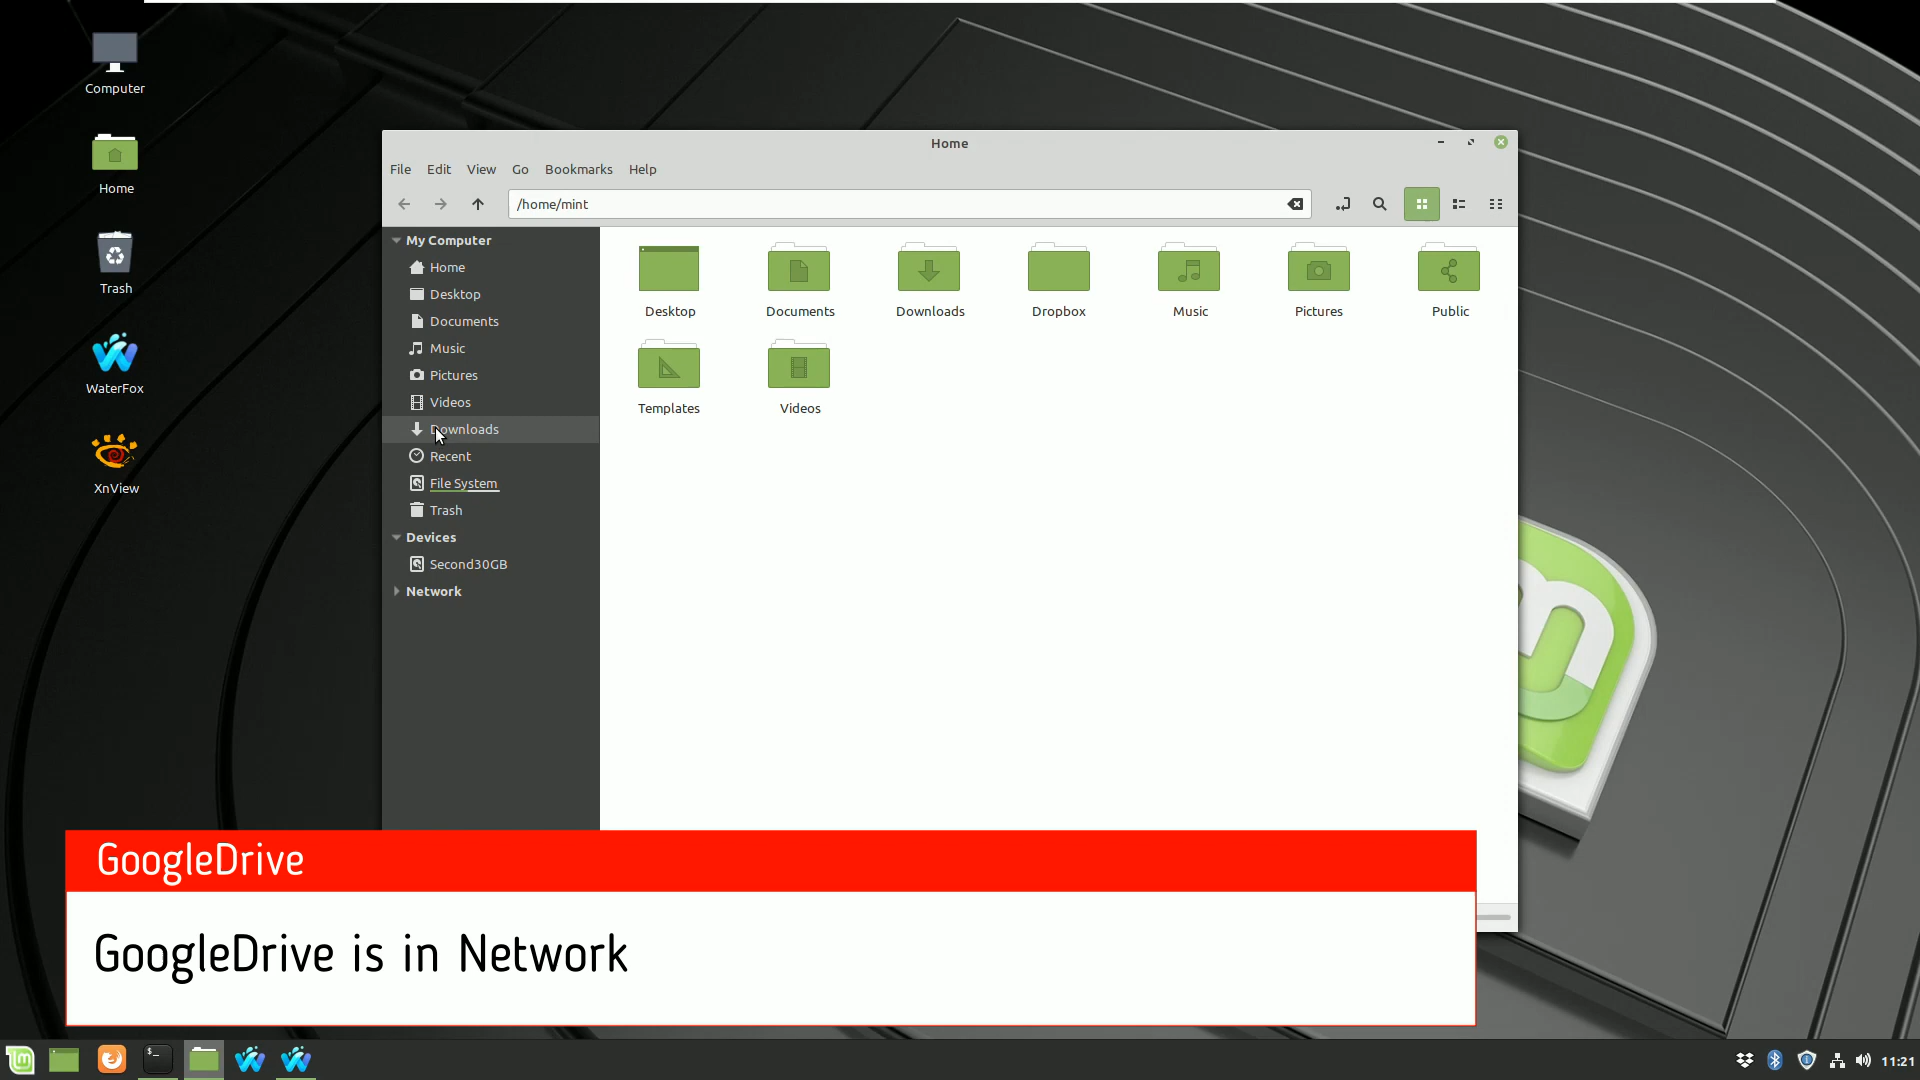 Computer
Home
Trash
WaterFox
XnView
Home
File Edit View Go Bookmarks Help
/home/mint
My Computer
Home
Desktop
Documents
Music
Pictures
Videos
Downloads
Recent
File System
Trash
Devices
Second30GB
Network
Desktop Documents Downloads Dropbox Music Pictures Public
Templates Videos
GoogleDrive
GoogleDrive is in Network
11:21